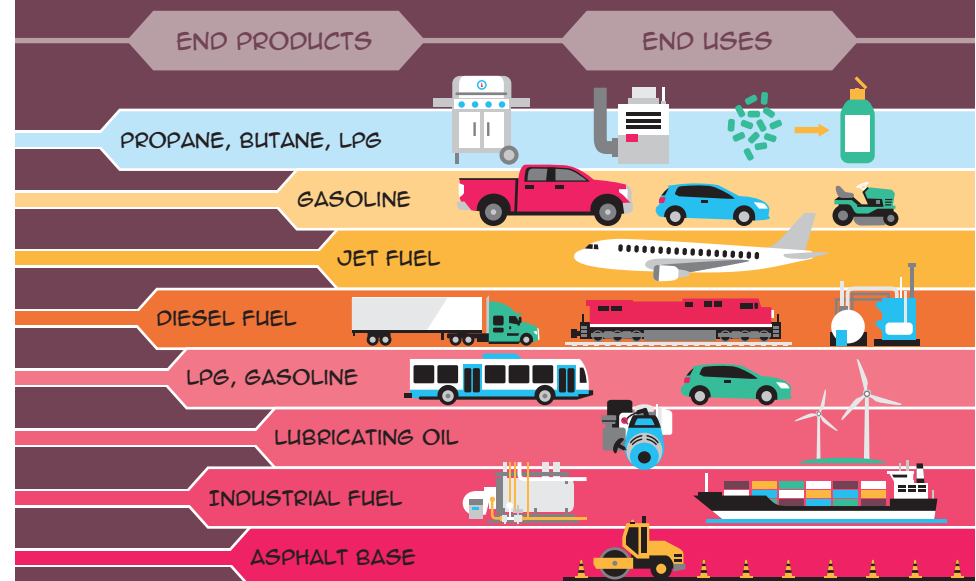 END PRODUCTS
END USES
PROPANE, BUTANE, LPG
GASOLINE
JET FUEL
DIESEL FUEL
LPG, GASOLINE
LUBRICATING OIL
INDUSTRIAL FUEL
ASPHALT BASE